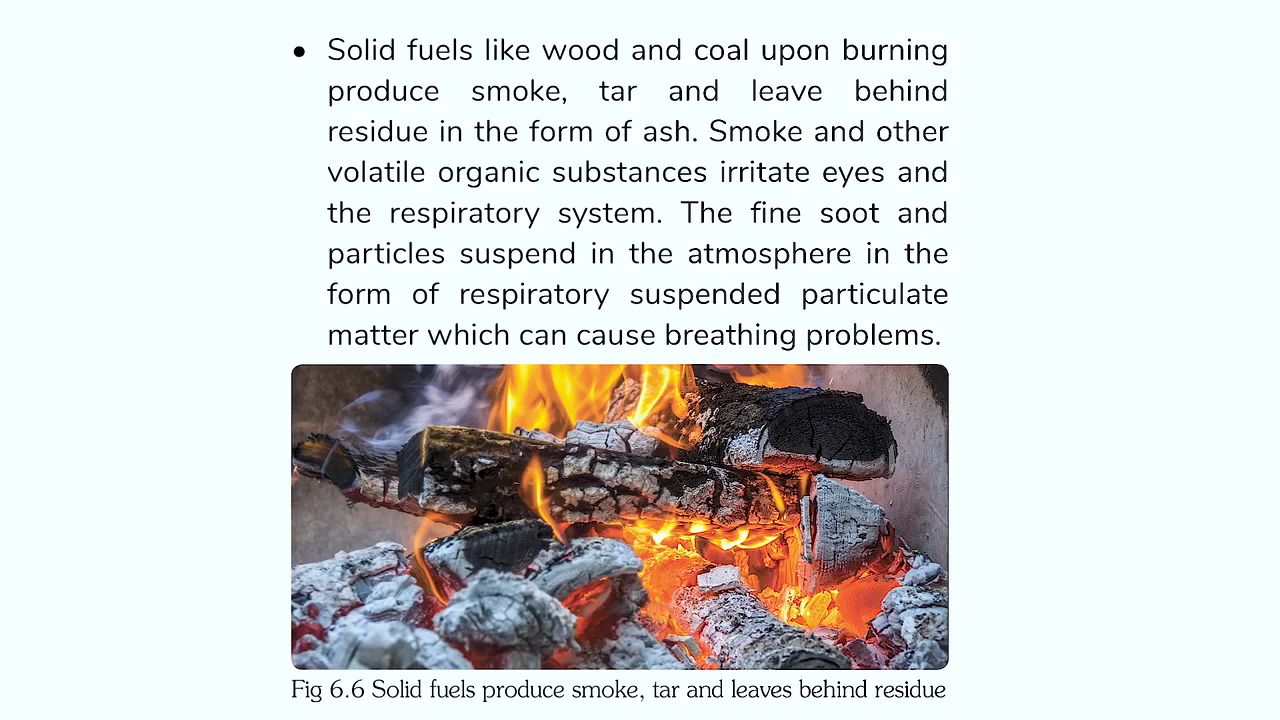 • Solid fuels like wood and coal upon burning
produce smoke, tar and leave behind
residue in the form of ash. Smoke and other
volatile organic substances irritate eyes and
the respiratory system. The fine soot and
particles suspend in the atmosphere in the
form of respiratory suspended particulate
matter which can cause breathing problems.
Fig 6.6 Solid fuels produce smoke, tar and leaves behind residue